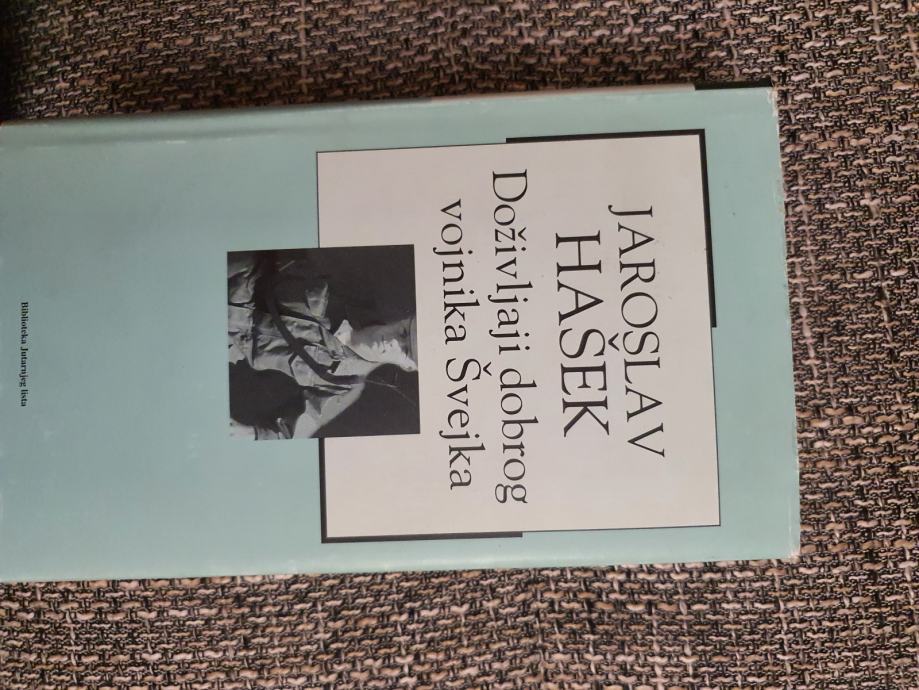 JAROSLAV
HAŠEK
Doživljaji dobrog
vojnika Švejka
Biblioteka Jutarnjeg lista